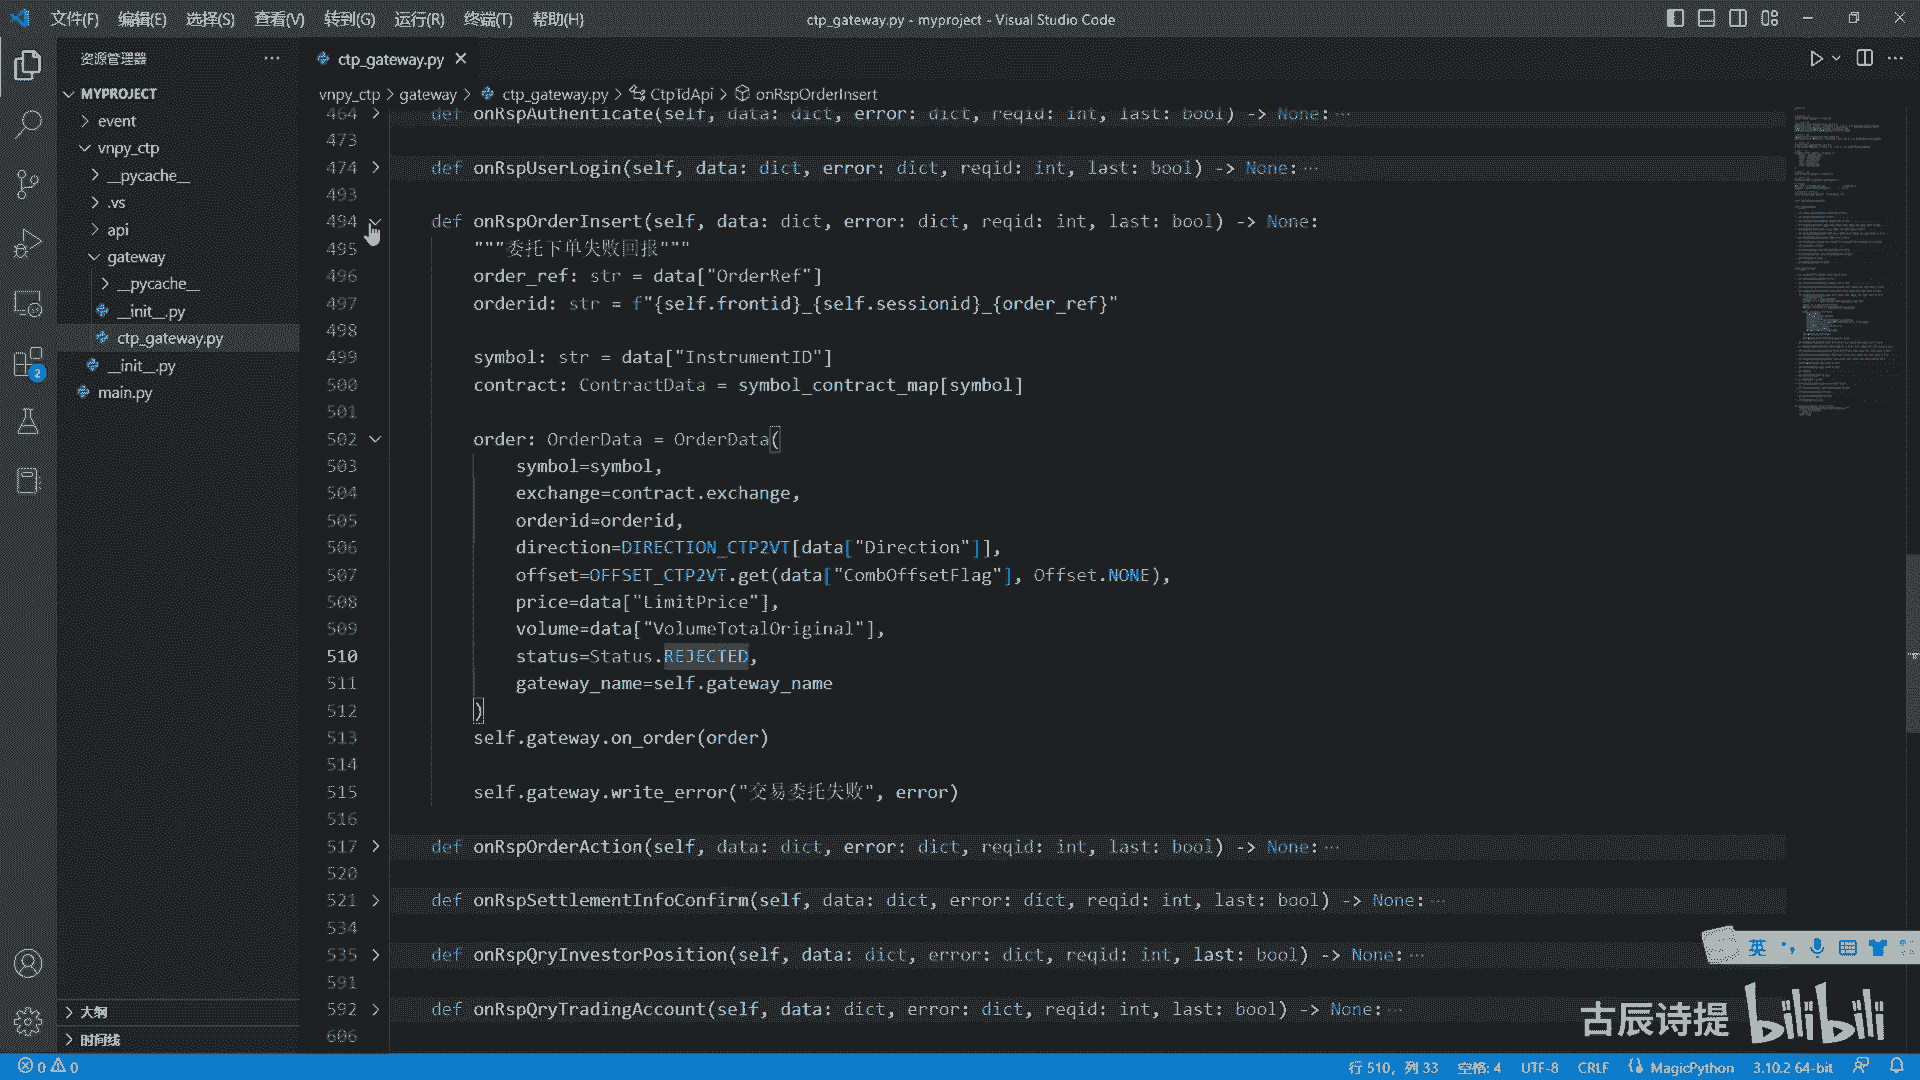 文件(F) 编辑(E) 选择(S) 查看(V) 转到(G) 运行(R) 终端(T) 帮助(H)
ctp_gateway.py - myproject - Visual Studio Code
资源管理器
MYPROJECT
event
vnpy_ctp
__pycache__
.vs
api
gateway
__pycache__
__init__.py
ctp_gateway.py
__init__.py
main.py
大纲
时间线
ctp_gateway.py
vnpy_ctp > gateway > ctp_gateway.py > CtpTdApi > onRspOrderInsert
464 def onRspAuthenticate(self, data: dict, error: dict, reqid: int, last: bool) -> None:···
473
474 def onRspUserLogin(self, data: dict, error: dict, reqid: int, last: bool) -> None:···
493
494 def onRspOrderInsert(self, data: dict, error: dict, reqid: int, last: bool) -> None:
495 """委托下单失败回报"""
496 order_ref: str = data["OrderRef"]
497 orderid: str = f"{self.frontid}_{self.sessionid}_{order_ref}"
498
499 symbol: str = data["InstrumentID"]
500 contract: ContractData = symbol_contract_map[symbol]
501
502 order: OrderData = OrderData(
503 symbol=symbol,
504 exchange=contract.exchange,
505 orderid=orderid,
506 direction=DIRECTION_CTP2VT[data["Direction"]],
507 offset=OFFSET_CTP2VT.get(data["CombOffsetFlag"], Offset.NONE),
508 price=data["LimitPrice"],
509 volume=data["VolumeTotalOriginal"],
510 status=Status.REJECTED,
511 gateway_name=self.gateway_name
512 )
513 self.gateway.on_order(order)
514
515 self.gateway.write_error("交易委托失败", error)
516
517 def onRspOrderAction(self, data: dict, error: dict, reqid: int, last: bool) -> None:···
520
521 def onRspSettlementInfoConfirm(self, data: dict, error: dict, reqid: int, last: bool) -> None:···
534
535 def onRspQryInvestorPosition(self, data: dict, error: dict, reqid: int, last: bool) -> None:···
591
592 def onRspQryTradingAccount(self, data: dict, error: dict, reqid: int, last: bool) -> None:···
606
英
古辰诗提 bilibili
2
0 0
行 510，列 33 空格: 4 UTF-8 CRLF MagicPython 3.10.2 64-bit